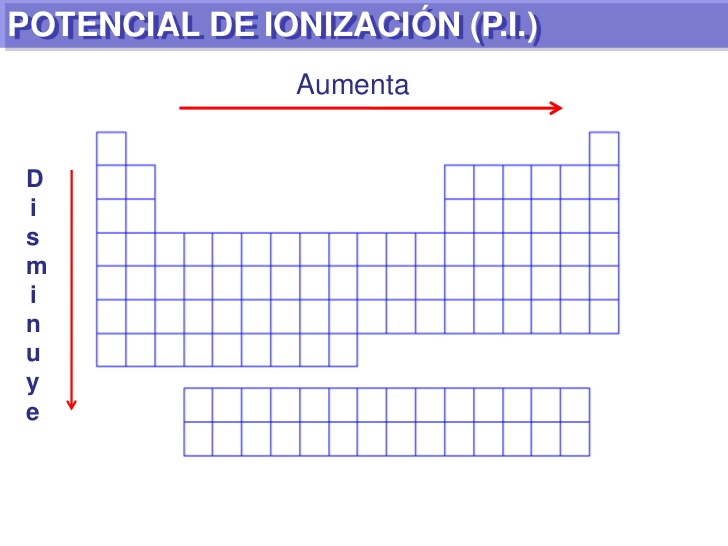 POTENCIAL DE IONIZACIÓN (P.I.)
Aumenta
D
i
s
m
i
n
u
y
e